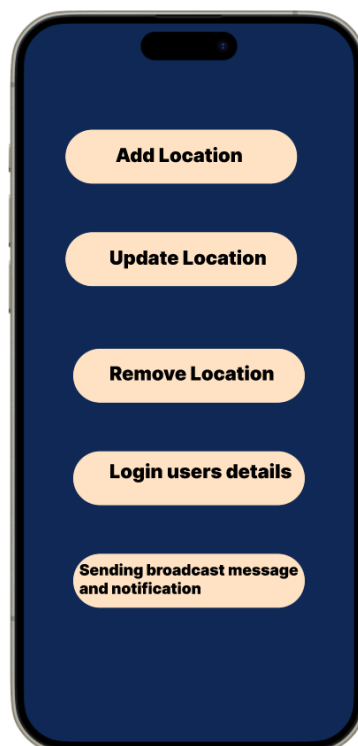 Add Location
Update Location
Remove Location
Login users details
Sending broadcast message
and notification